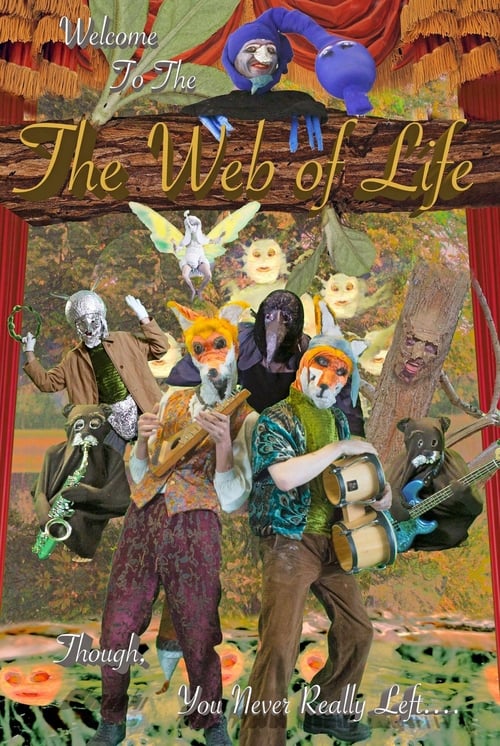 Welcome
To The
The Web of Life
Though,
You Never Really Left....